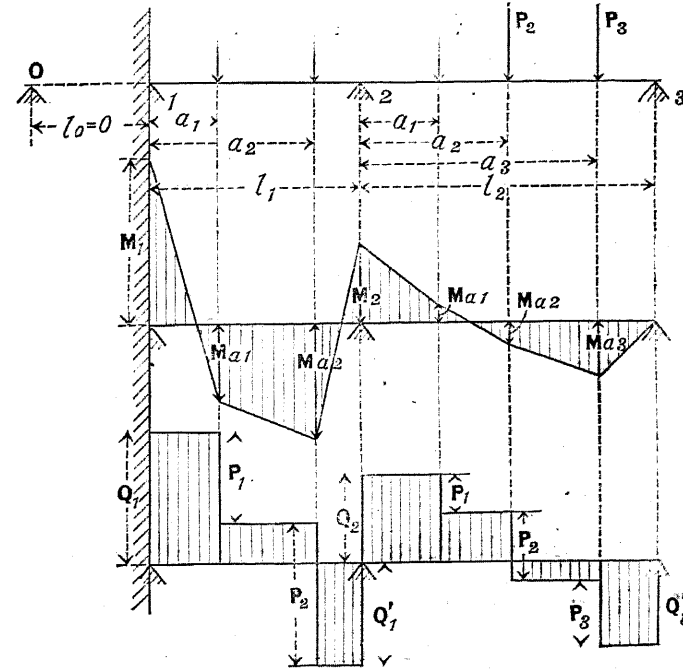 P₂ P₃
O
1 2 3
l₀=0 a₁ a₁
a₂ a₂
a₃
l₁ l₂
M₁
M₂ Ma1 Ma2
Ma1 Ma2 Ma3
Q₁ P₁ Q₂ P₁
P₂
P₂ Q'₁ P₃